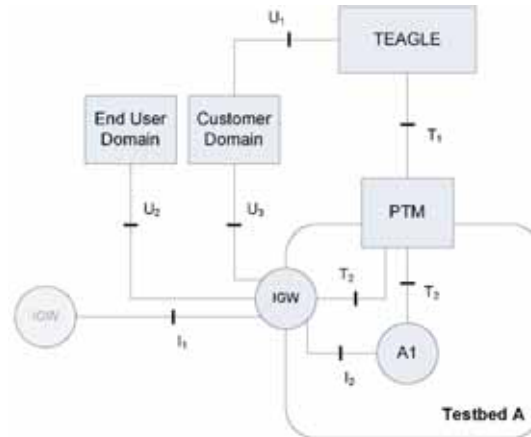 U₁
TEAGLE
End User
Domain
Customer
Domain
T₁
U₂
U₃
PTM
IGW
T₂
T₂
IGW
I₁
I₂
A1
Testbed A